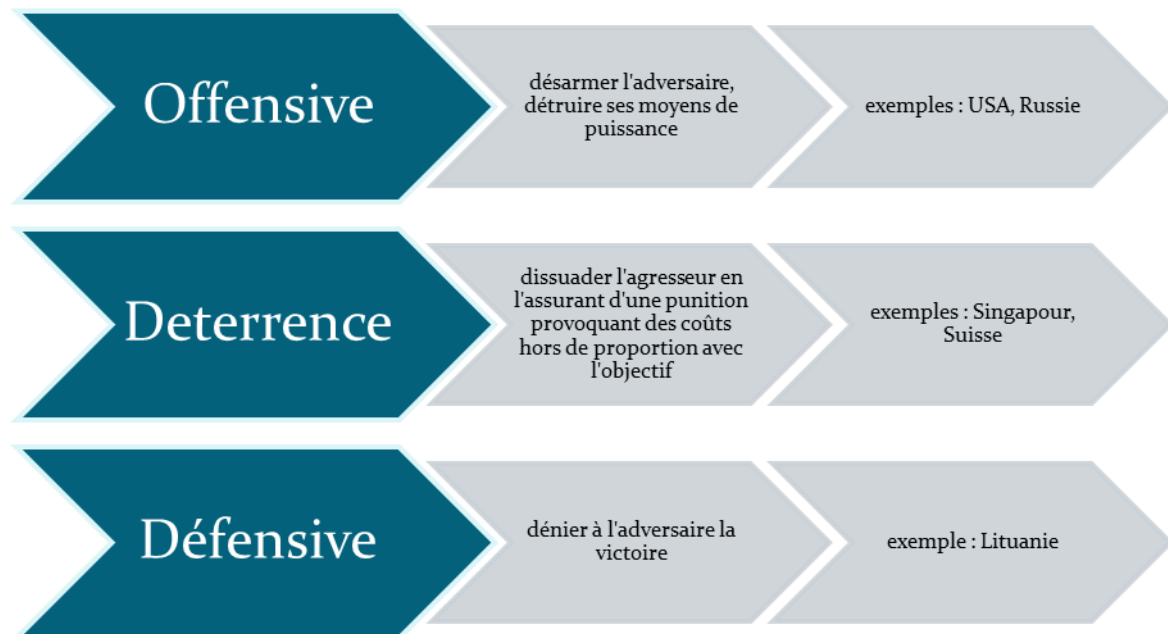 Offensive
désarmer l'adversaire,
détruire ses moyens de
puissance
exemples : USA, Russie
Deterrence
dissuader l'agresseur en
l'assurant d'une punition
provoquant des coûts
hors de proportion avec
l'objectif
exemples : Singapour,
Suisse
Défensive
dénier à l'adversaire la
victoire
exemple : Lituanie